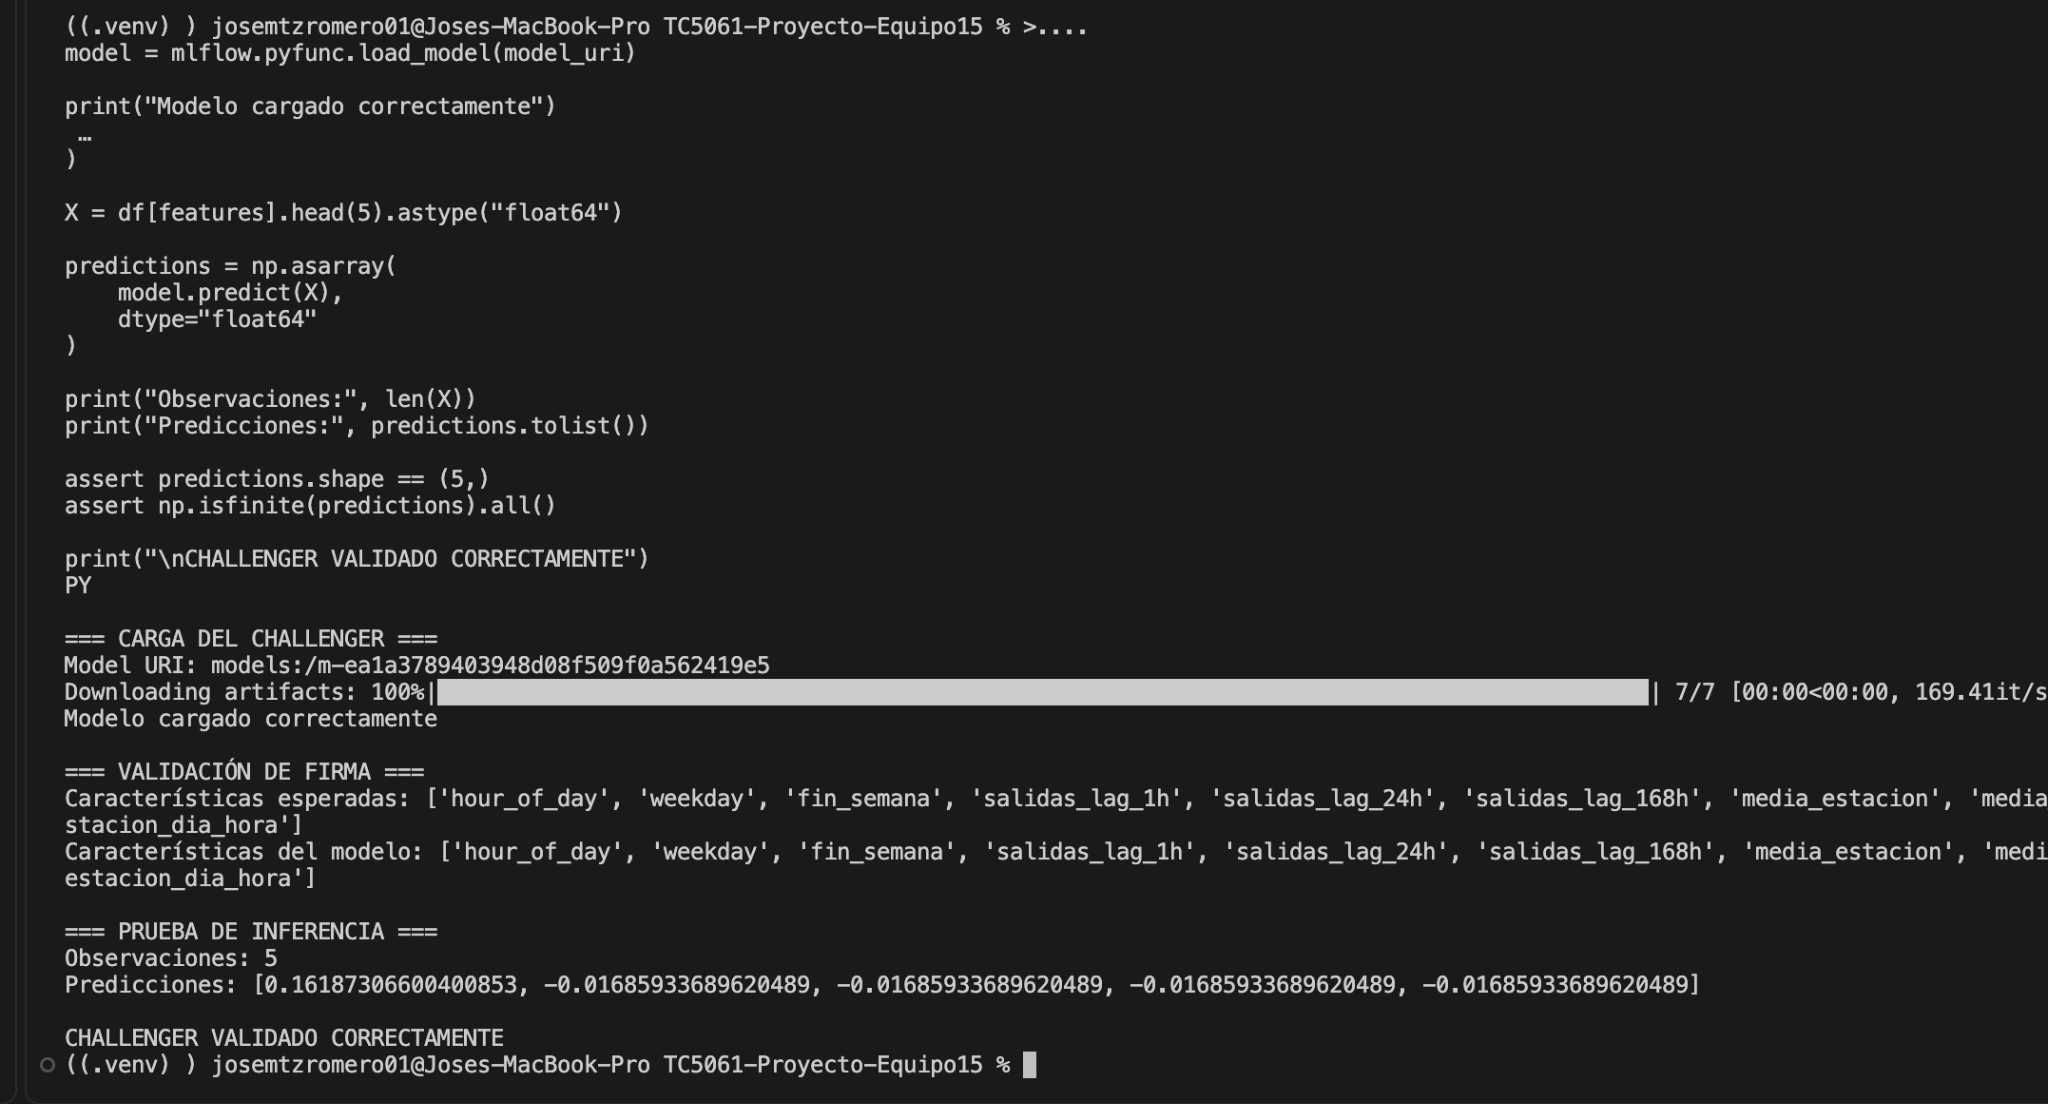 ((.venv) ) josemtzromero01@Joses-MacBook-Pro TC5061-Proyecto-Equipo15 % >....
model = mlflow.pyfunc.load_model(model_uri)
print("Modelo cargado correctamente")
…
)
X = df[features].head(5).astype("float64")
predictions = np.asarray(
    model.predict(X),
    dtype="float64"
)
print("Observaciones:", len(X))
print("Predicciones:", predictions.tolist())
assert predictions.shape == (5,)
assert np.isfinite(predictions).all()
print("\nCHALLENGER VALIDADO CORRECTAMENTE")
PY
=== CARGA DEL CHALLENGER ===
Model URI: models:/m-ea1a3789403948d08f509f0a562419e5
Downloading artifacts: 100%| | 7/7 [00:00<00:00, 169.41it/s
Modelo cargado correctamente
=== VALIDACIÓN DE FIRMA ===
Características esperadas: ['hour_of_day', 'weekday', 'fin_semana', 'salidas_lag_1h', 'salidas_lag_24h', 'salidas_lag_168h', 'media_estacion', 'media
stacion_dia_hora']
Características del modelo: ['hour_of_day', 'weekday', 'fin_semana', 'salidas_lag_1h', 'salidas_lag_24h', 'salidas_lag_168h', 'media_estacion', 'medi
estacion_dia_hora']
=== PRUEBA DE INFERENCIA ===
Observaciones: 5
Predicciones: [0.16187306600400853, -0.01685933689620489, -0.01685933689620489, -0.01685933689620489, -0.01685933689620489]
CHALLENGER VALIDADO CORRECTAMENTE
((.venv) ) josemtzromero01@Joses-MacBook-Pro TC5061-Proyecto-Equipo15 %